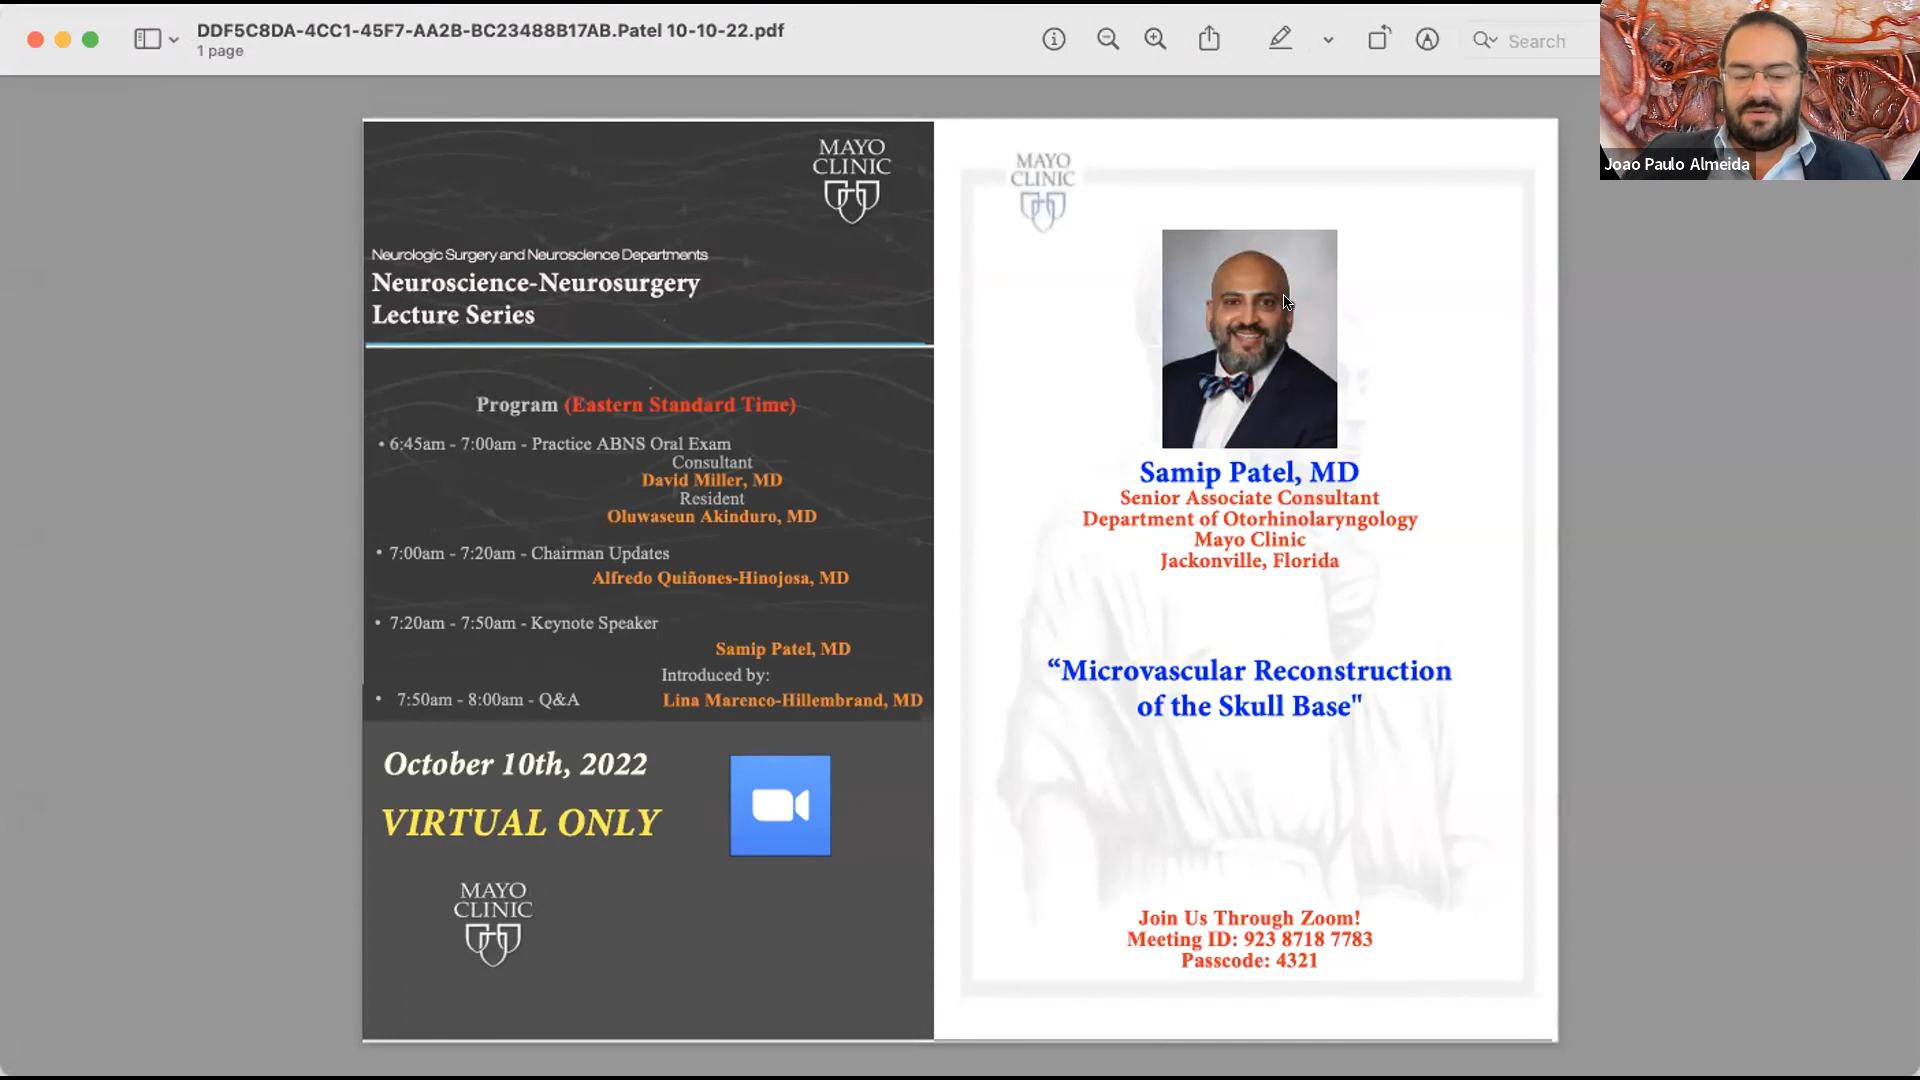 DDF5C8DA-4CC1-45F7-AA2B-BC23488B17AB.Patel 10-10-22.pdf
1 page
Search
Joao Paulo Almeida
MAYO
CLINIC
Neurologic Surgery and Neuroscience Departments
Neuroscience-Neurosurgery
Lecture Series
Program (Eastern Standard Time)
• 6:45am - 7:00am - Practice ABNS Oral Exam
Consultant
David Miller, MD
Resident
Oluwaseun Akinduro, MD
• 7:00am - 7:20am - Chairman Updates
Alfredo Quiñones-Hinojosa, MD
• 7:20am - 7:50am - Keynote Speaker
Samip Patel, MD
Introduced by:
• 7:50am - 8:00am - Q&A Lina Marenco-Hillembrand, MD
October 10th, 2022
VIRTUAL ONLY
MAYO
CLINIC
MAYO
CLINIC
Samip Patel, MD
Senior Associate Consultant
Department of Otorhinolaryngology
Mayo Clinic
Jackonville, Florida
“Microvascular Reconstruction
of the Skull Base"
Join Us Through Zoom!
Meeting ID: 923 8718 7783
Passcode: 4321